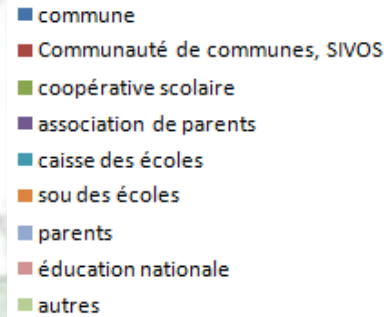 commune
Communauté de communes, SIVOS
coopérative scolaire
association de parents
caisse des écoles
sou des écoles
parents
éducation nationale
autres